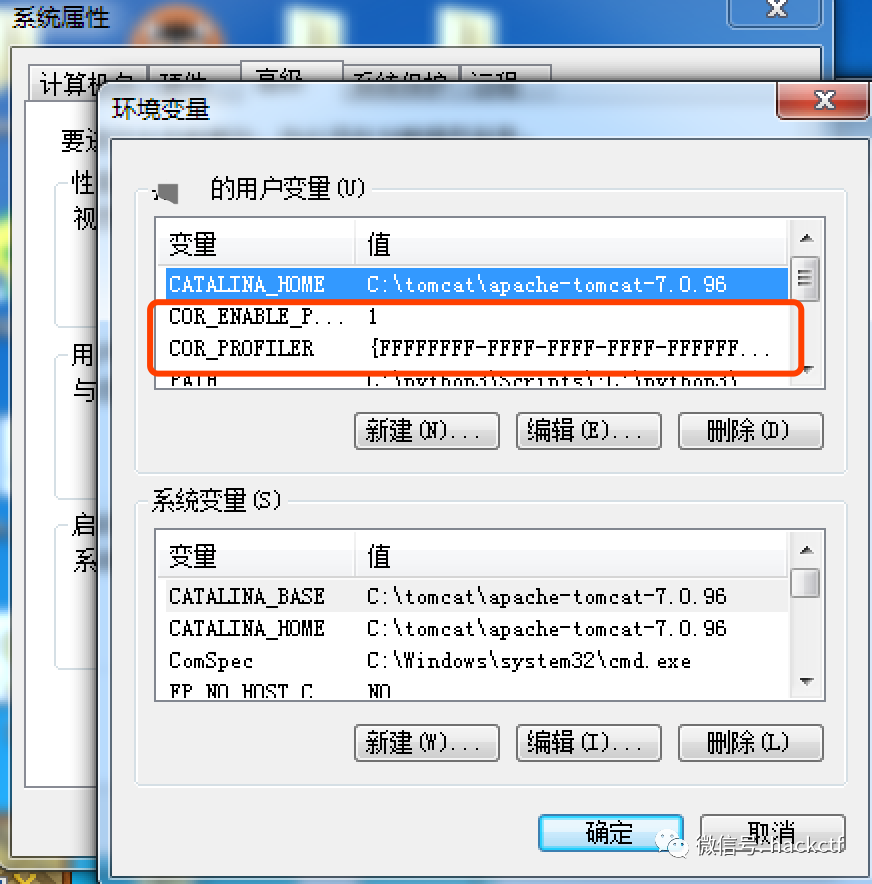 系统属性
计算机名
硬件
高级
系统保护
远程
环境变量
要
性
视
用
与
启
系
的用户变量(U)
变量 值
CATALINA_HOME C:\tomcat\apache-tomcat-7.0.96
COR_ENABLE_P... 1
COR_PROFILER {FFFFFFFF-FFFF-FFFF-FFFF-FFFFFF...
PATH C:\python3\Scripts\;C:\python3\
新建(N)... 编辑(E)... 删除(D)
系统变量(S)
变量 值
CATALINA_BASE C:\tomcat\apache-tomcat-7.0.96
CATALINA_HOME C:\tomcat\apache-tomcat-7.0.96
ComSpec C:\Windows\system32\cmd.exe
FP_NO_HOST_C NO
新建(W)... 编辑(I)... 删除(L)
确定 取消
微信号: hackctf